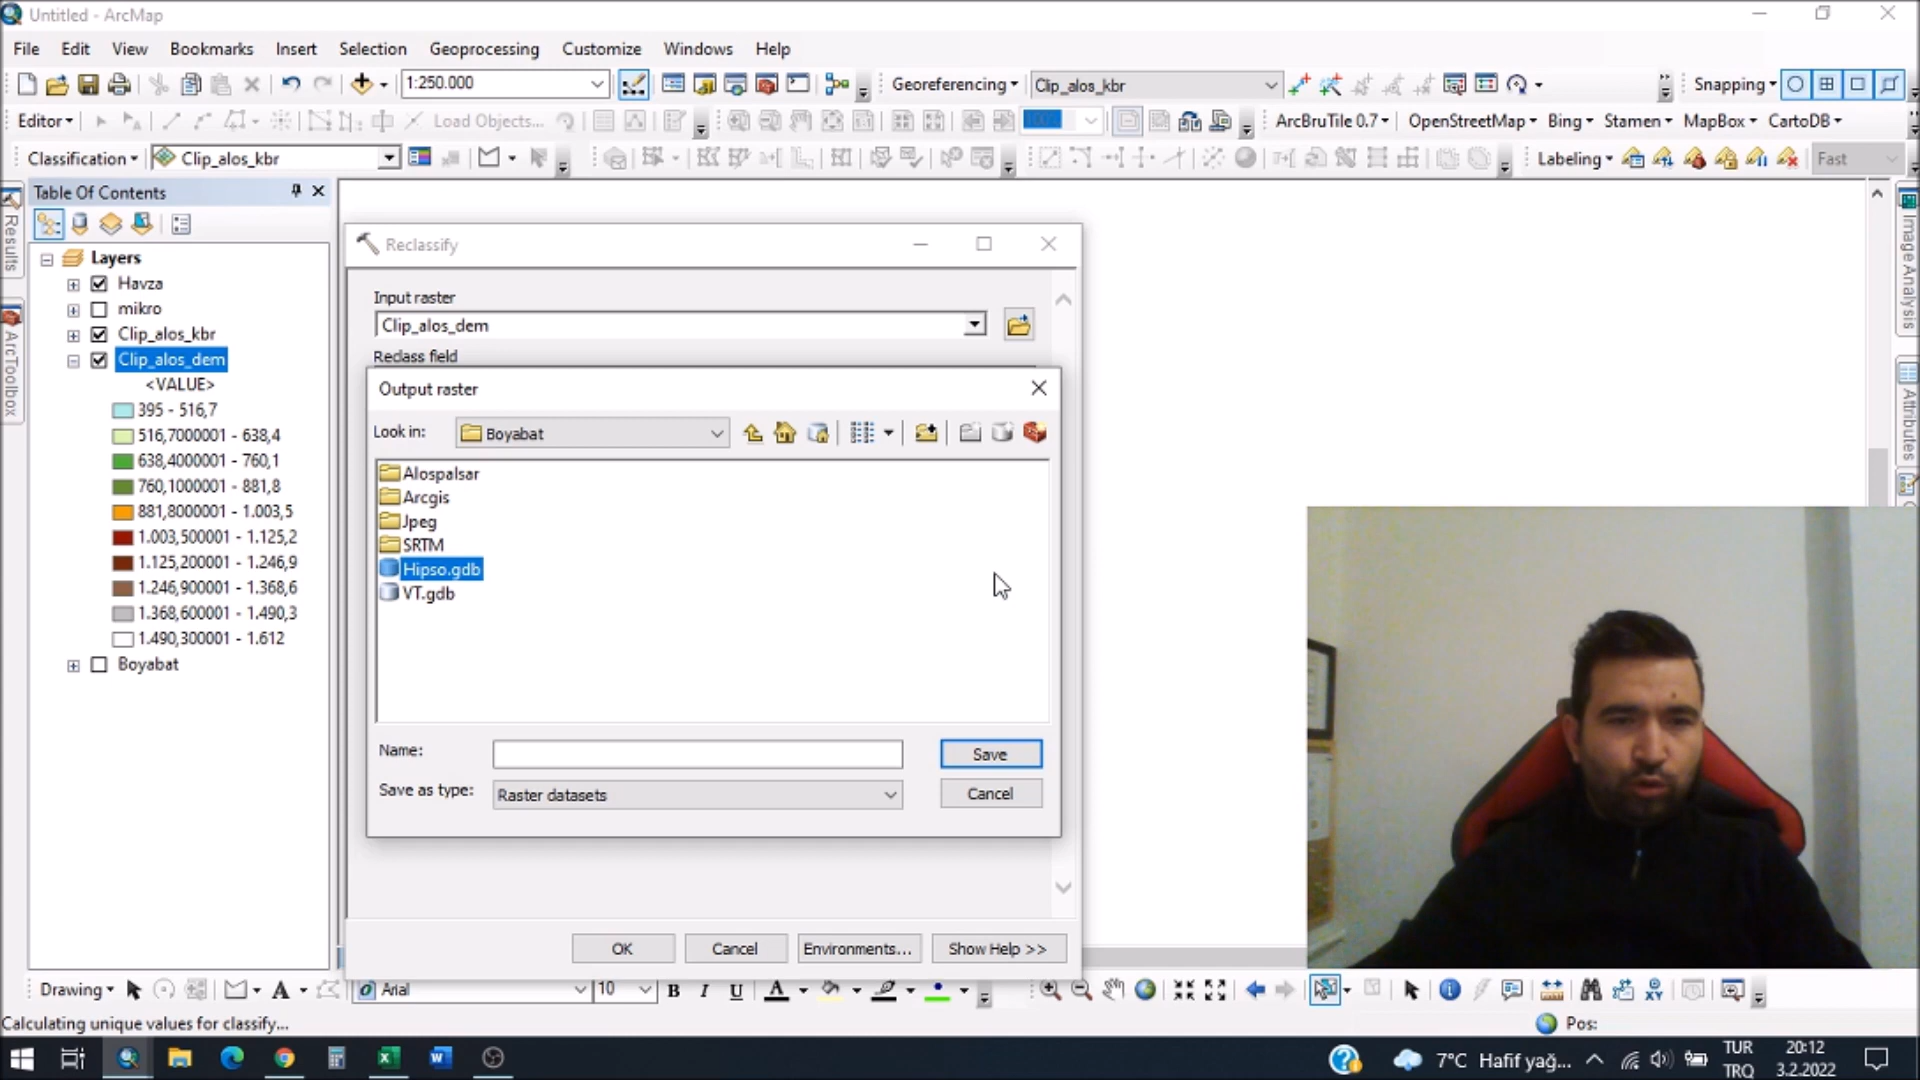 Untitled - ArcMap
File Edit View Bookmarks Insert Selection Geoprocessing Customize Windows Help
1:250.000 Georeferencing Clip_alos_kbr Snapping
Editor Load Objects... ArcBruTile 0.7 OpenStreetMap Bing Stamen MapBox CartoDB
Classification Clip_alos_kbr Labeling Fast
Table Of Contents
Results
ArcToolbox
Layers
Havza
mikro
Clip_alos_kbr
Clip_alos_dem
<VALUE>
395 - 516,7
516,7000001 - 638,4
638,4000001 - 760,1
760,1000001 - 881,8
881,8000001 - 1.003,5
1.003,500001 - 1.125,2
1.125,200001 - 1.246,9
1.246,900001 - 1.368,6
1.368,600001 - 1.490,3
1.490,300001 - 1.612
Boyabat
Reclassify
Input raster
Clip_alos_dem
Reclass field
Output raster
Look in: Boyabat
Alospalsar
Arcgis
Jpeg
SRTM
Hipso.gdb
VT.gdb
Name:
Save
Save as type: Raster datasets
Cancel
OK Cancel Environments... Show Help >>
Image Analysis
Attributes
Drawing A Arial 10 B I U A
Calculating unique values for classify...
Pos:
7°C Hafif yağ...
TUR
TRQ
20:12
3.2.2022